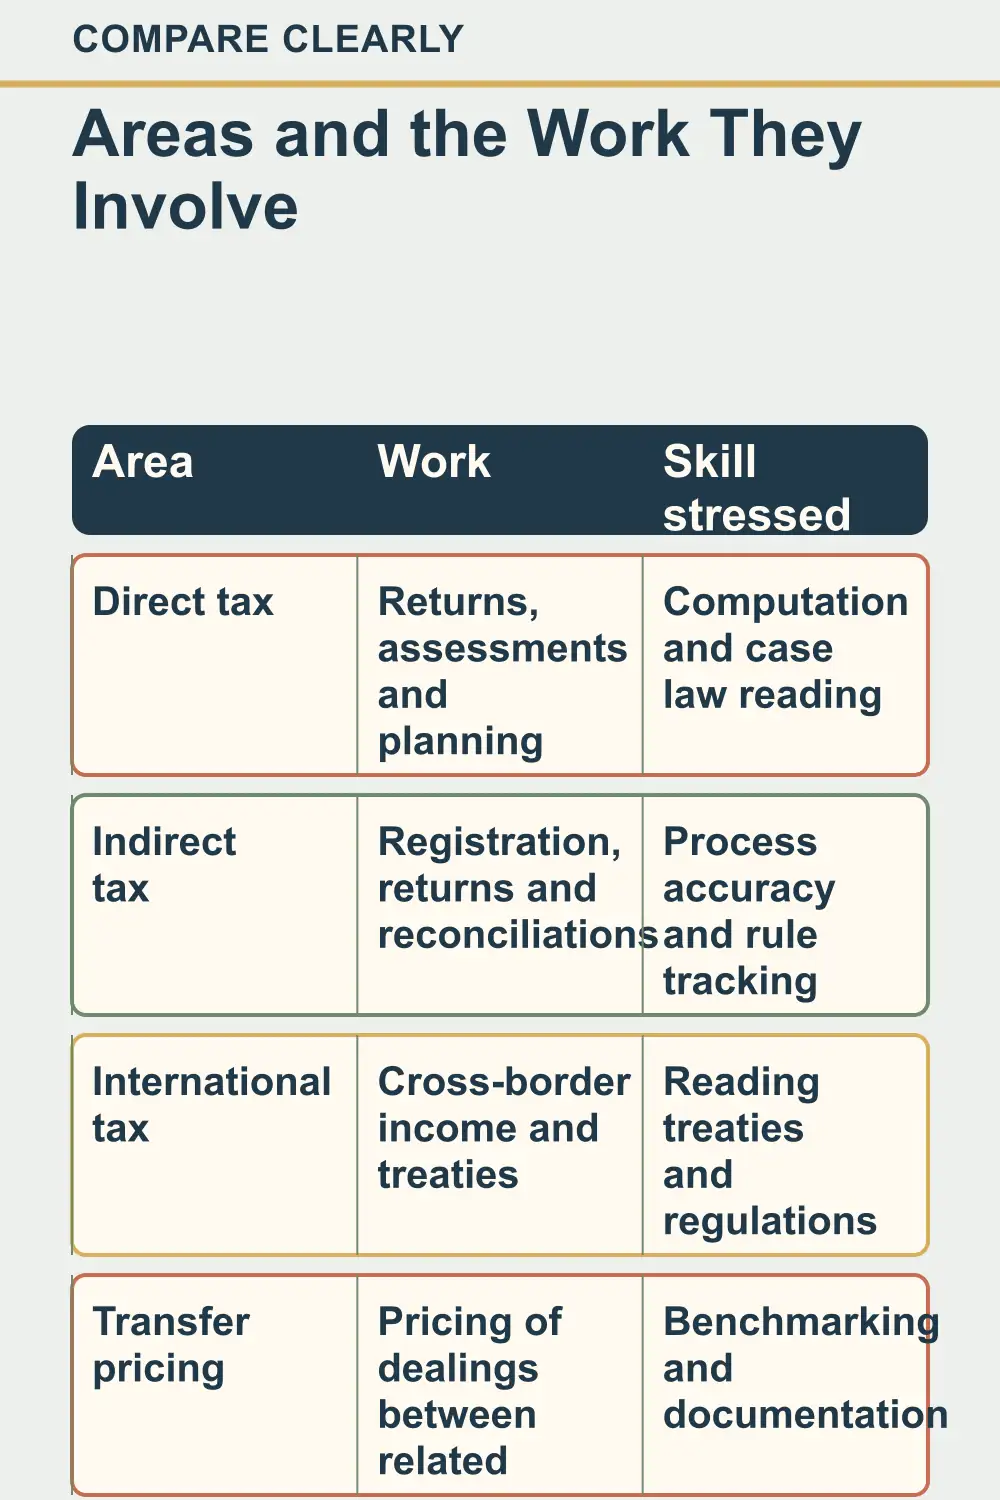 COMPARE CLEARLY
Areas and the Work They
Involve
Area
Work
Skill
stressed
Direct tax
Returns,
assessments
and
planning
Computation
and case
law reading
Indirect
tax
Registration,
returns and
reconciliations
Process
accuracy
and rule
tracking
International
tax
Cross-border
income and
treaties
Reading
treaties
and
regulations
Transfer
pricing
Pricing of
dealings
between
related
Benchmarking
and
documentation